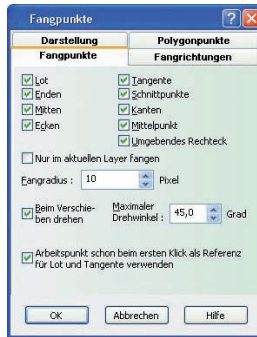 Fangpunkte
Darstellung Polygonpunkte
Fangpunkte Fangrichtungen
Lot Tangente
Enden Schnittpunkte
Mitten Kanten
Ecken Mittelpunkt
Umgebendes Rechteck
Nur im aktuellen Layer fangen
Fangradius : 10 Pixel
Beim Verschie-
ben drehen
Maximaler
Drehwinkel : 45,0 Grad
Arbeitspunkt schon beim ersten Klick als Referenz
für Lot und Tangente verwenden
OK Abbrechen Hilfe